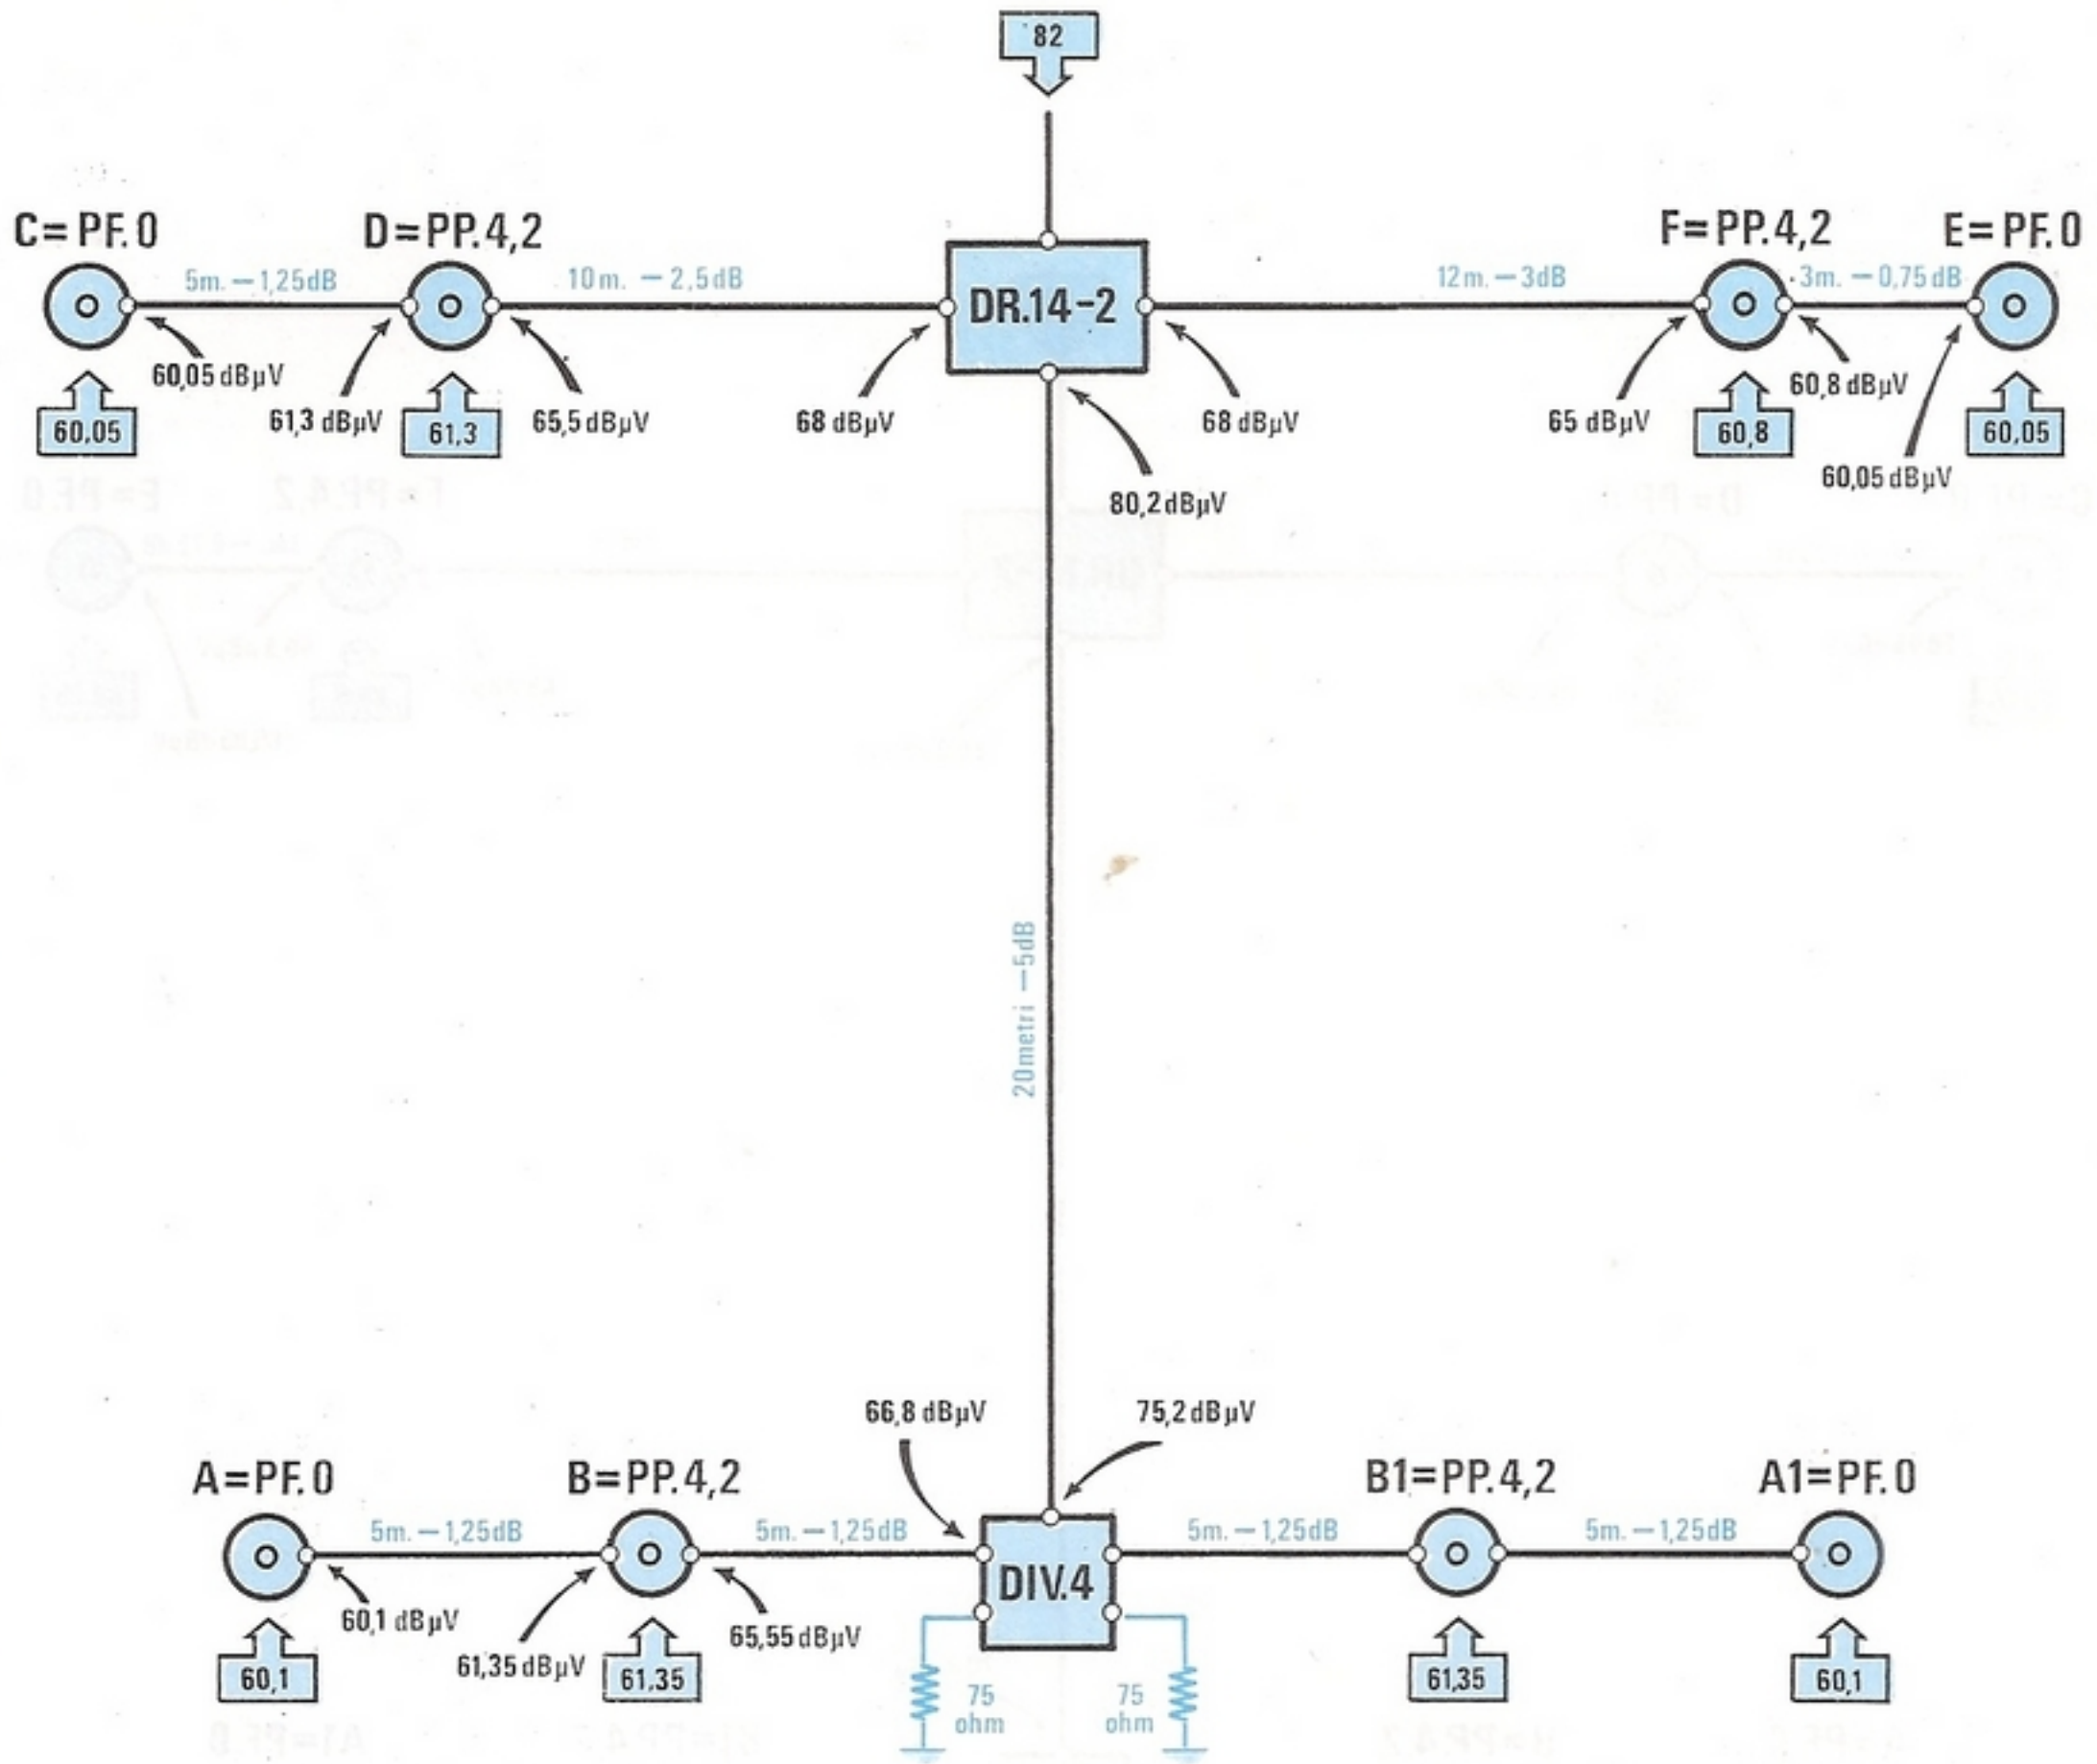 82
C=PF.0
D=PP.4,2
F=PP.4,2
E=PF.0
5m.—1,25dB
10m.—2,5dB
DR.14-2
12m.—3dB
3m.—0,75dB
60,05 dBµV
61,3 dBµV
65,5 dBµV
68 dBµV
68 dBµV
65 dBµV
60,8 dBµV
60,05 dBµV
60,05
61,3
60,8
60,05
80,2 dBµV
20metri —5dB
66,8 dBµV
75,2 dBµV
A=PF.0
B=PP.4,2
B1=PP.4,2
A1=PF.0
5m.—1,25dB
5m.—1,25dB
5m.—1,25dB
5m.—1,25dB
DIV.4
60,1 dBµV
61,35 dBµV
65,55 dBµV
60,1
61,35
61,35
60,1
75
ohm
75
ohm